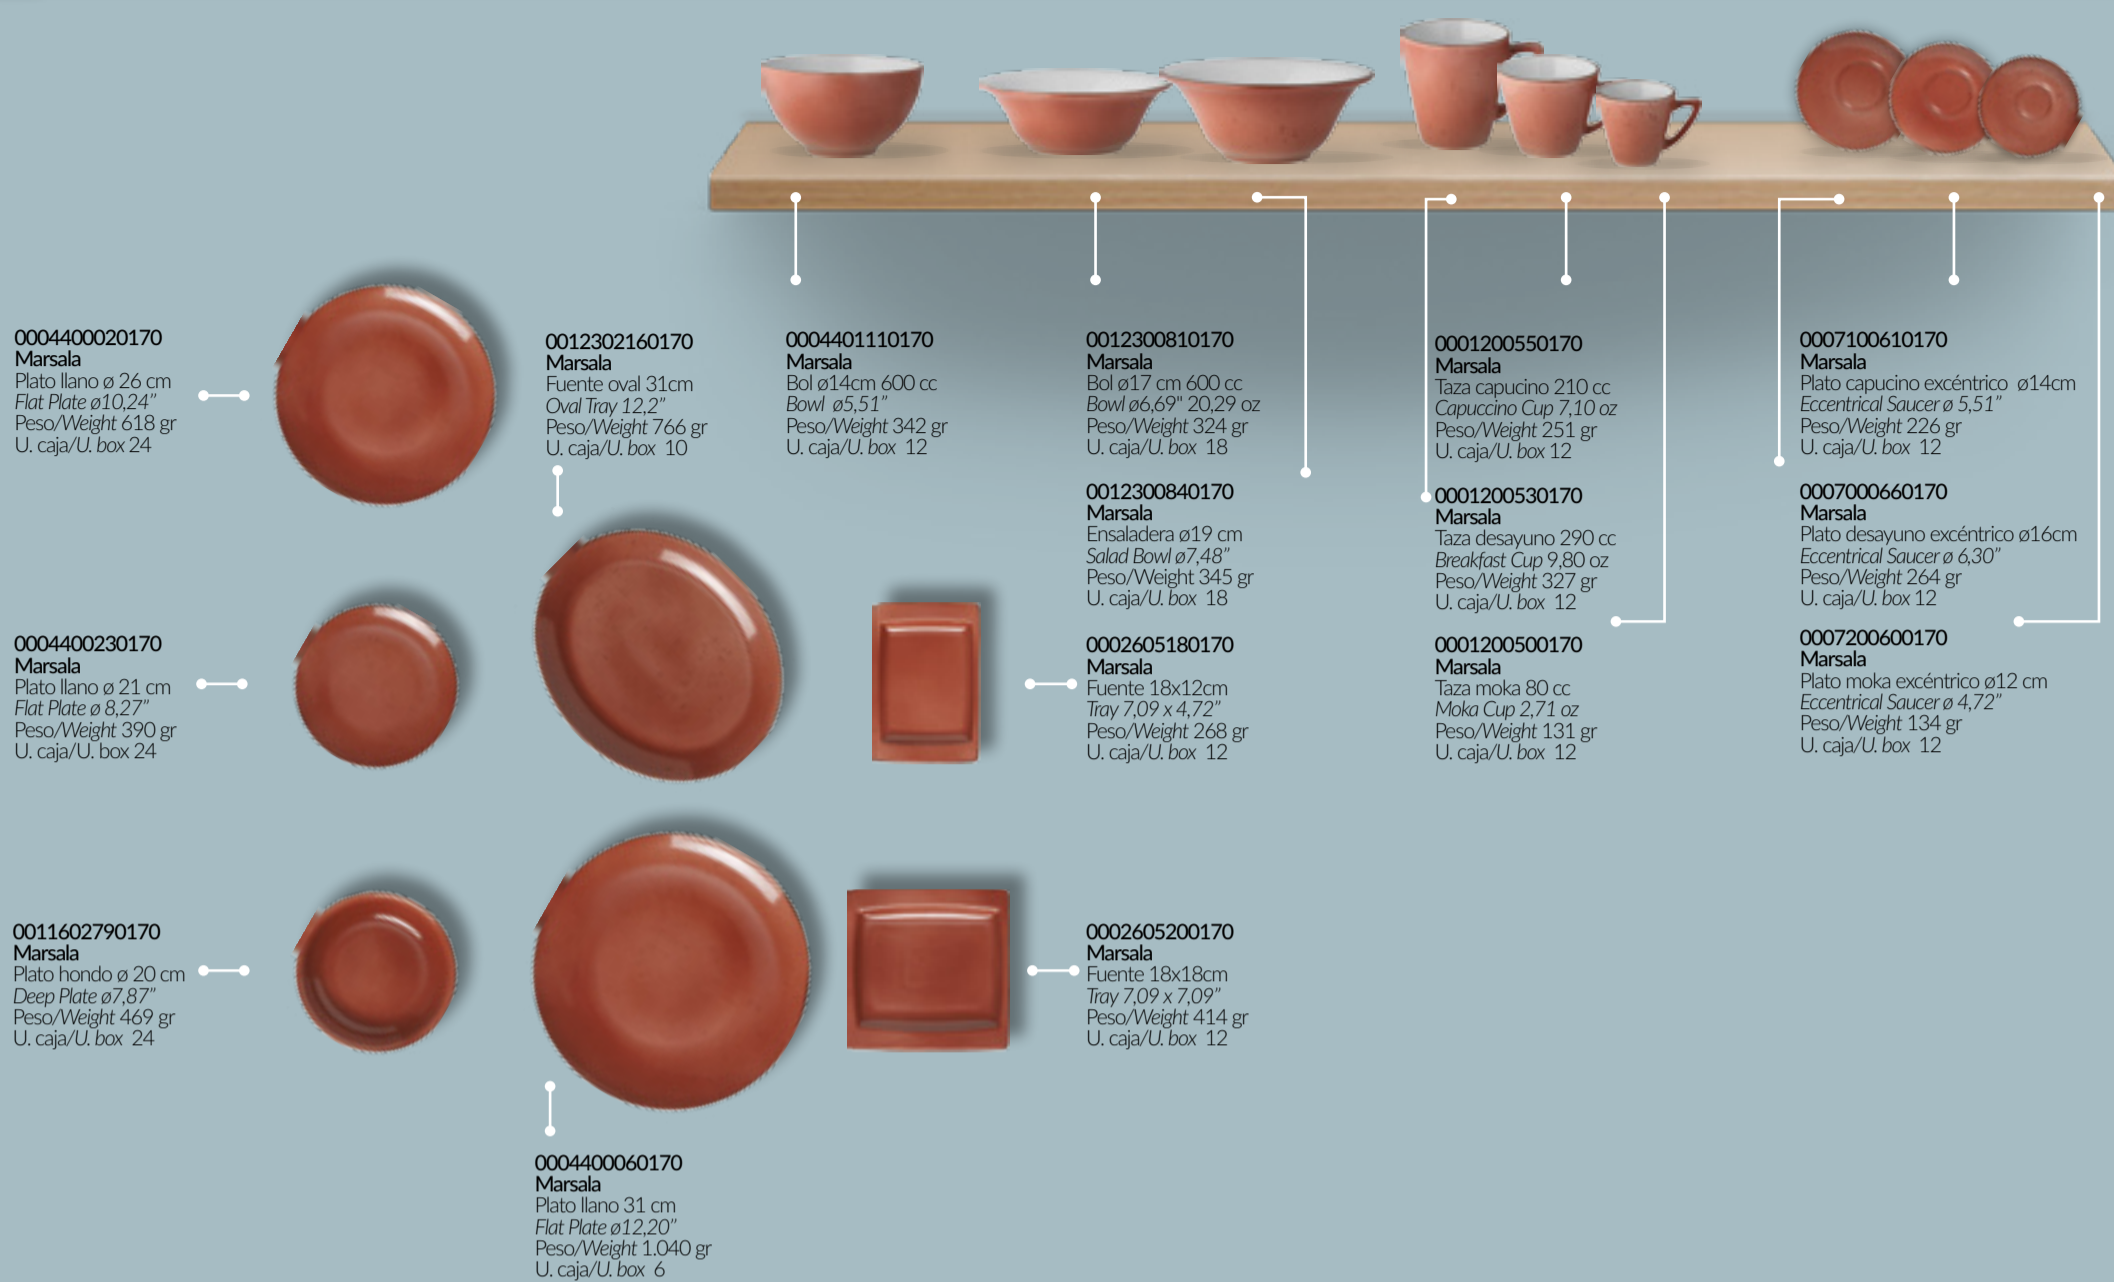 0004400020170
Marsala
Plato llano ø 26 cm
Flat Plate ø10,24”
Peso/Weight 618 gr
U. caja/U. box 24
0012302160170
Marsala
Fuente oval 31cm
Oval Tray 12,2”
Peso/Weight 766 gr
U. caja/U. box 10
0004401110170
Marsala
Bol ø14cm 600 cc
Bowl ø5,51”
Peso/Weight 342 gr
U. caja/U. box 12
0012300810170
Marsala
Bol ø17 cm 600 cc
Bowl ø6,69" 20,29 oz
Peso/Weight 324 gr
U. caja/U. box 18
0001200550170
Marsala
Taza capucino 210 cc
Capuccino Cup 7,10 oz
Peso/Weight 251 gr
U. caja/U. box 12
0007100610170
Marsala
Plato capucino excéntrico ø14cm
Eccentrical Saucer ø 5,51”
Peso/Weight 226 gr
U. caja/U. box 12
0012300840170
Marsala
Ensaladera ø19 cm
Salad Bowl ø7,48”
Peso/Weight 345 gr
U. caja/U. box 18
0001200530170
Marsala
Taza desayuno 290 cc
Breakfast Cup 9,80 oz
Peso/Weight 327 gr
U. caja/U. box 12
0007000660170
Marsala
Plato desayuno excéntrico ø16cm
Eccentrical Saucer ø 6,30”
Peso/Weight 264 gr
U. caja/U. box 12
0004400230170
Marsala
Plato llano ø 21 cm
Flat Plate ø 8,27”
Peso/Weight 390 gr
U. caja/U. box 24
0002605180170
Marsala
Fuente 18x12cm
Tray 7,09 x 4,72”
Peso/Weight 268 gr
U. caja/U. box 12
0001200500170
Marsala
Taza moka 80 cc
Moka Cup 2,71 oz
Peso/Weight 131 gr
U. caja/U. box 12
0007200600170
Marsala
Plato moka excéntrico ø12 cm
Eccentrical Saucer ø 4,72”
Peso/Weight 134 gr
U. caja/U. box 12
0011602790170
Marsala
Plato hondo ø 20 cm
Deep Plate ø7,87”
Peso/Weight 469 gr
U. caja/U. box 24
0002605200170
Marsala
Fuente 18x18cm
Tray 7,09 x 7,09”
Peso/Weight 414 gr
U. caja/U. box 12
0004400060170
Marsala
Plato llano 31 cm
Flat Plate ø12,20”
Peso/Weight 1.040 gr
U. caja/U. box 6